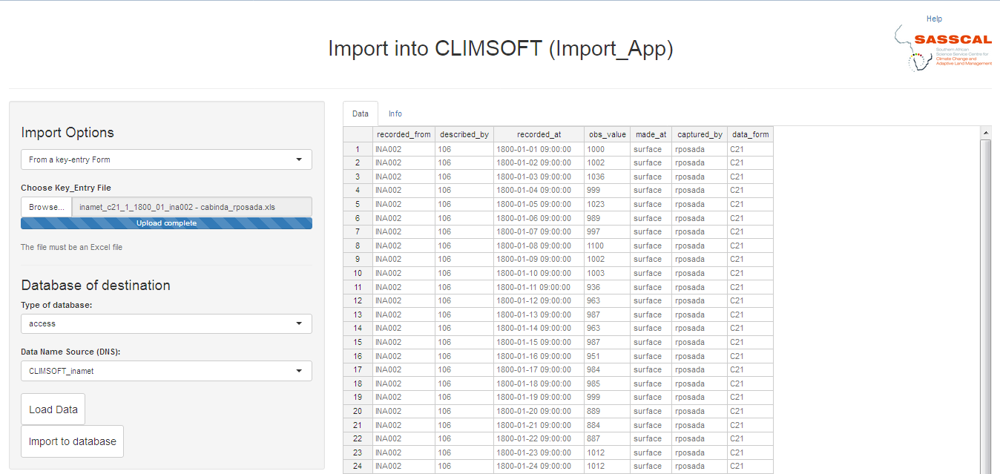 Help
Import into CLIMSOFT (Import_App)
SASSCAL
Southern African
Science Service Centre for
Climate Change and
Adaptive Land Management
Import Options
From a key-entry Form
Choose Key_Entry File
Browse... inamet_c21_1_1800_01_ina002 - cabinda_rposada.xls
Upload complete
The file must be an Excel file
Database of destination
Type of database:
access
Data Name Source (DNS):
CLIMSOFT_inamet
Load Data
Import to database
Data Info
recorded_from described_by recorded_at obs_value made_at captured_by data_form
1 INA002 106 1800-01-01 09:00:00 1000 surface rposada C21
2 INA002 106 1800-01-02 09:00:00 1002 surface rposada C21
3 INA002 106 1800-01-03 09:00:00 1036 surface rposada C21
4 INA002 106 1800-01-04 09:00:00 999 surface rposada C21
5 INA002 106 1800-01-05 09:00:00 1023 surface rposada C21
6 INA002 106 1800-01-06 09:00:00 989 surface rposada C21
7 INA002 106 1800-01-07 09:00:00 997 surface rposada C21
8 INA002 106 1800-01-08 09:00:00 1100 surface rposada C21
9 INA002 106 1800-01-09 09:00:00 1002 surface rposada C21
10 INA002 106 1800-01-10 09:00:00 1003 surface rposada C21
11 INA002 106 1800-01-11 09:00:00 936 surface rposada C21
12 INA002 106 1800-01-12 09:00:00 963 surface rposada C21
13 INA002 106 1800-01-13 09:00:00 987 surface rposada C21
14 INA002 106 1800-01-14 09:00:00 963 surface rposada C21
15 INA002 106 1800-01-15 09:00:00 987 surface rposada C21
16 INA002 106 1800-01-16 09:00:00 951 surface rposada C21
17 INA002 106 1800-01-17 09:00:00 984 surface rposada C21
18 INA002 106 1800-01-18 09:00:00 985 surface rposada C21
19 INA002 106 1800-01-19 09:00:00 999 surface rposada C21
20 INA002 106 1800-01-20 09:00:00 889 surface rposada C21
21 INA002 106 1800-01-21 09:00:00 884 surface rposada C21
22 INA002 106 1800-01-22 09:00:00 887 surface rposada C21
23 INA002 106 1800-01-23 09:00:00 1012 surface rposada C21
24 INA002 106 1800-01-24 09:00:00 1012 surface rposada C21